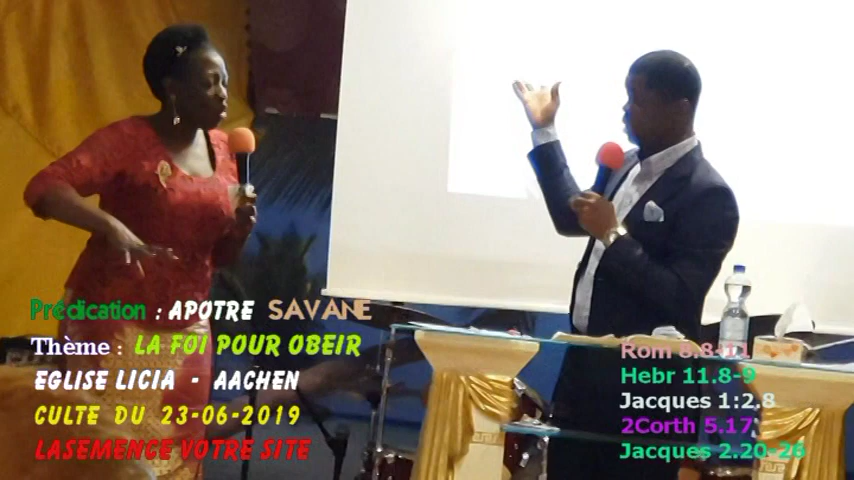 Prédication : APOTRE SAVANE
Thème : LA FOI POUR OBEIR
EGLISE LICIA - AACHEN
CULTE DU 23-06-2019
LASEMENCE VOTRE SITE
Rom 8.8-11
Hebr 11.8-9
Jacques 1:2.8
2Corth 5.17
Jacques 2.20-26